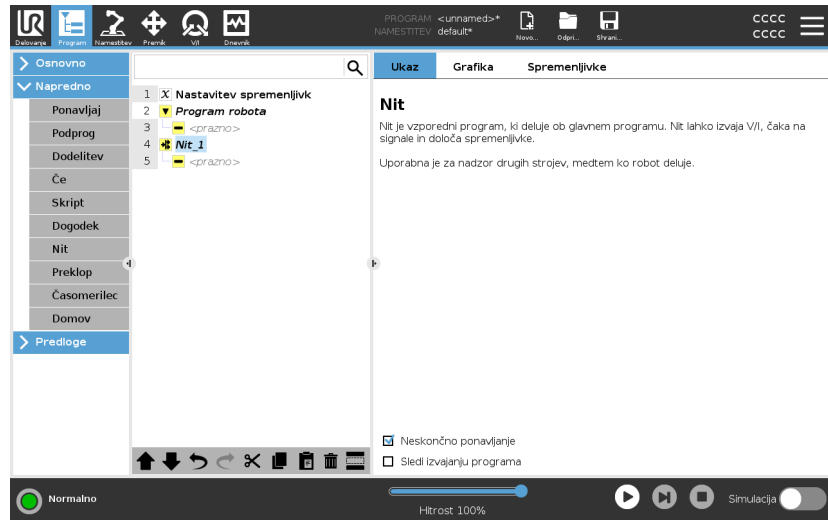 UR
Delovanje
Program
Namestitev
Premik
V/I
Dnevnik
PROGRAM <unnamed>*
NAMESTITEV default*
Novo...
Odpri...
Shrani...
cccc
cccc
Osnovno
Napredno
Ponavljaj
Podprog
Dodelitev
Če
Skript
Dogodek
Nit
Preklop
Časomerilec
Domov
Predloge
1 X Nastavitev spremenljivk
2 Program robota
3 <prazno>
4 Nit_1
5 <prazno>
Ukaz Grafika Spremenljivke
Nit
Nit je vzporedni program, ki deluje ob glavnem programu. Nit lahko izvaja V/I, čaka na
signale in določa spremenljivke.
Uporabna je za nadzor drugih strojev, medtem ko robot deluje.
Neskončno ponavljanje
Sledi izvajanju programa
Normalno
Hitrost 100%
Simulacija